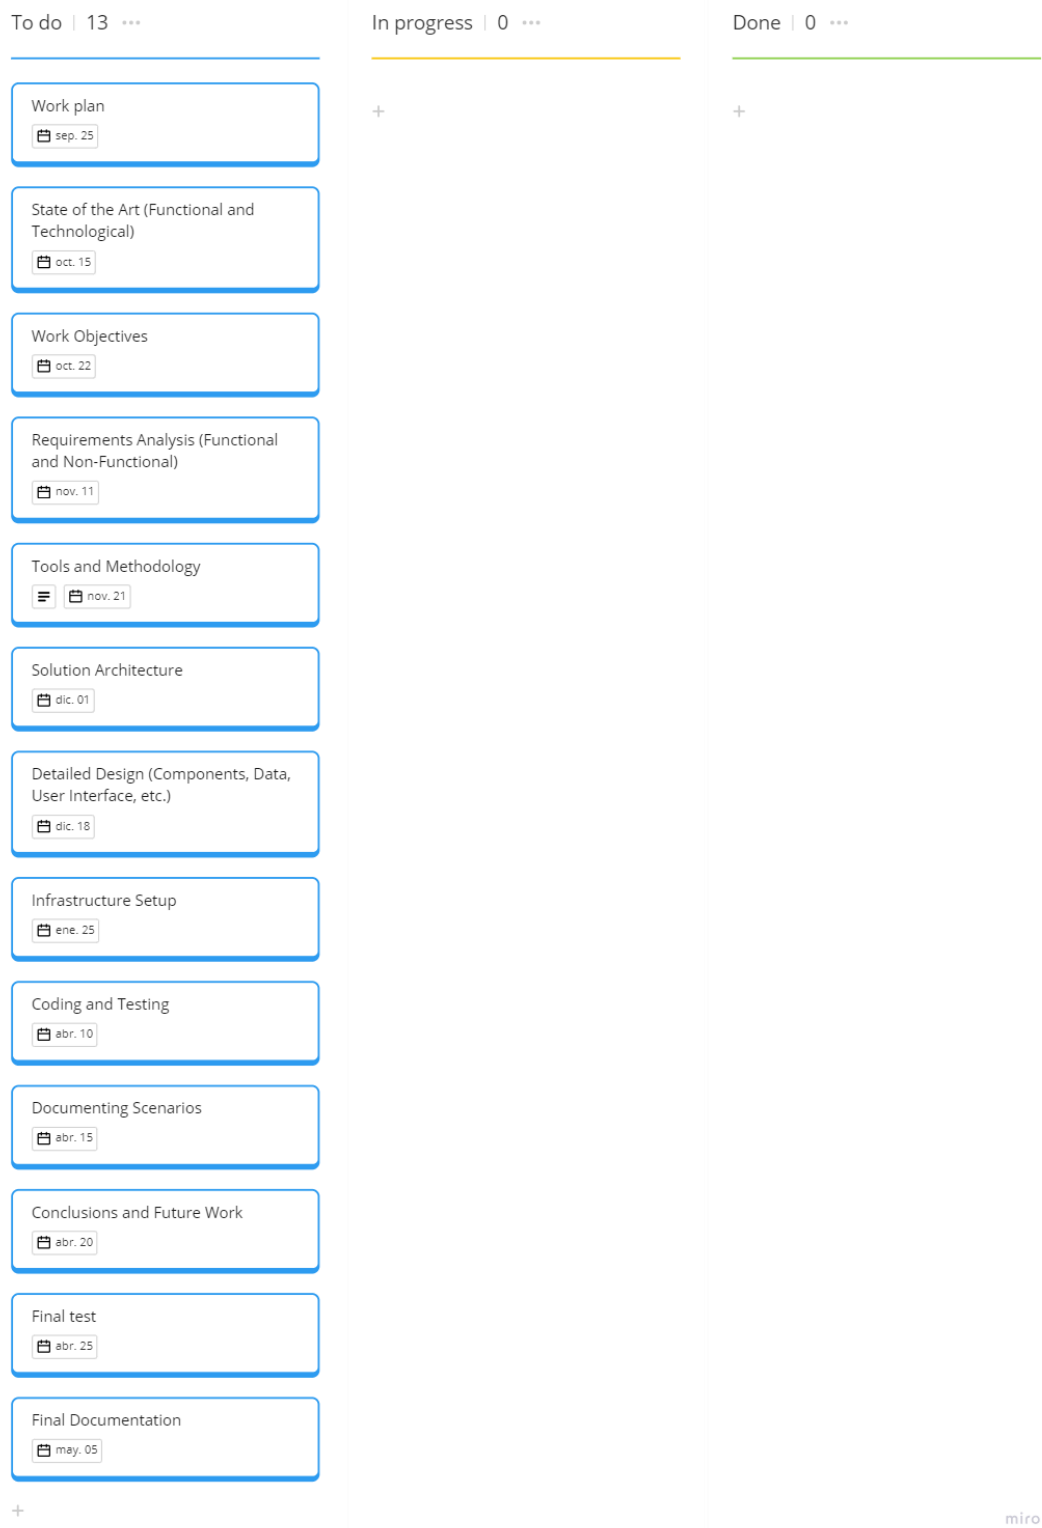 To do 13
In progress 0
Done 0
Work plan
sep. 25
State of the Art (Functional and
Technological)
oct. 15
Work Objectives
oct. 22
Requirements Analysis (Functional
and Non-Functional)
nov. 11
Tools and Methodology
nov. 21
Solution Architecture
dic. 01
Detailed Design (Components, Data,
User Interface, etc.)
dic. 18
Infrastructure Setup
ene. 25
Coding and Testing
abr. 10
Documenting Scenarios
abr. 15
Conclusions and Future Work
abr. 20
Final test
abr. 25
Final Documentation
may. 05
miro